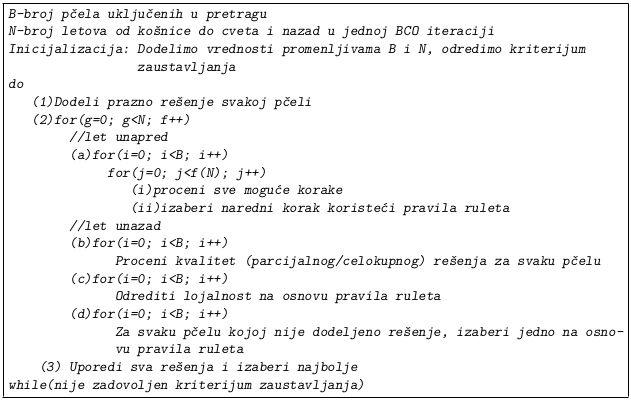 B-broj pčela uključenih u pretragu
N-broj letova od košnice do cveta i nazad u jednoj BCO iteraciji
Inicijalizacija: Dodelimo vrednosti promenljivama B i N, odredimo kriterijum
zaustavljanja
do
(1)Dodeli prazno rešenje svakoj pčeli
(2)for(g=0; g<N; f++)
//let unapred
(a)for(i=0; i<B; i++)
for(j=0; j<f(N); j++)
(i)proceni sve moguće korake
(ii)izaberi naredni korak koristeći pravila ruleta
//let unazad
(b)for(i=0; i<B; i++)
Proceni kvalitet (parcijalnog/celokupnog) rešenja za svaku pčelu
(c)for(i=0; i<B; i++)
Odrediti lojalnost na osnovu pravila ruleta
(d)for(i=0; i<B; i++)
Za svaku pčelu kojoj nije dodeljeno rešenje, izaberi jedno na osno-
vu pravila ruleta
(3) Uporedi sva rešenja i izaberi najbolje
while(nije zadovoljen kriterijum zaustavljanja)